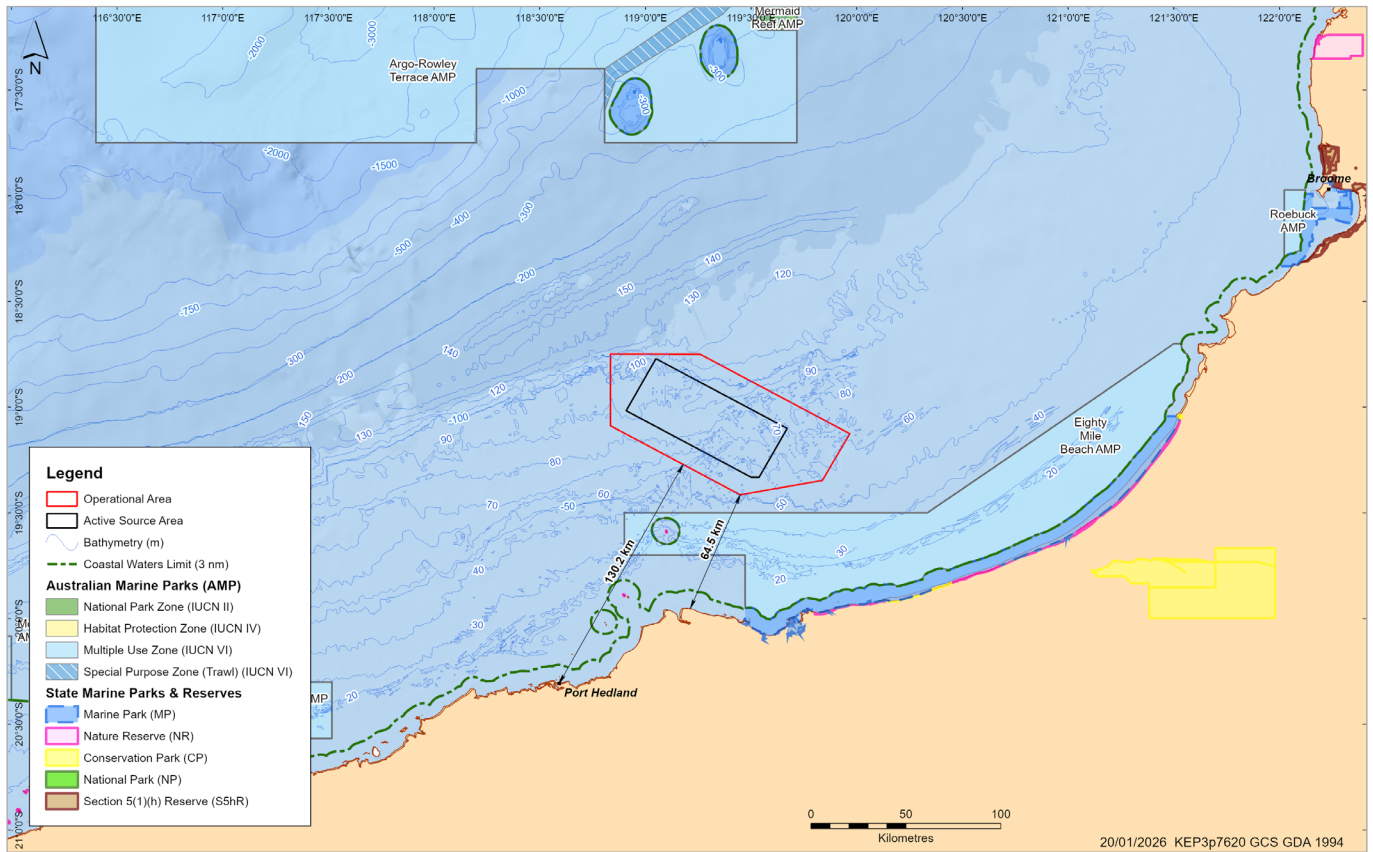 117°0'0"E
117°30'0"E
118°0'0"E
118°30'0"E
119°0'0"E
119°30'0"E
120°0'0"E
120°30'0"E
121°0'0"E
121°30'0"E
122°0'0"E
N
17°30'0"S
18°0'0"S
18°30'0"S
19°0'0"S
19°30'0"S
20°30'0"S
21°0'0"S
Mermaid
Reef AMP
Argo-Rowley
Terrace AMP
-2000
-3000
-1000
-300
-300
-2000
-1500
-400
-300
-500
-200
-750
300
200
140
150
140
120
130
150
130
120
-100
100
90
80
70
90
80
70
60
-50
60
50
40
40
30
30
20
20
20
Broome
Roebuck
AMP
Eighty
Mile
Beach AMP
130.2 km
64.5 km
Port Hedland
MP
Legend
Operational Area
Active Source Area
Bathymetry (m)
Coastal Waters Limit (3 nm)
Australian Marine Parks (AMP)
National Park Zone (IUCN II)
Habitat Protection Zone (IUCN IV)
Multiple Use Zone (IUCN VI)
Special Purpose Zone (Trawl) (IUCN VI)
State Marine Parks & Reserves
Marine Park (MP)
Nature Reserve (NR)
Conservation Park (CP)
National Park (NP)
Section 5(1)(h) Reserve (S5hR)
0 50 100
Kilometres
20/01/2026 KEP3p7620 GCS GDA 1994